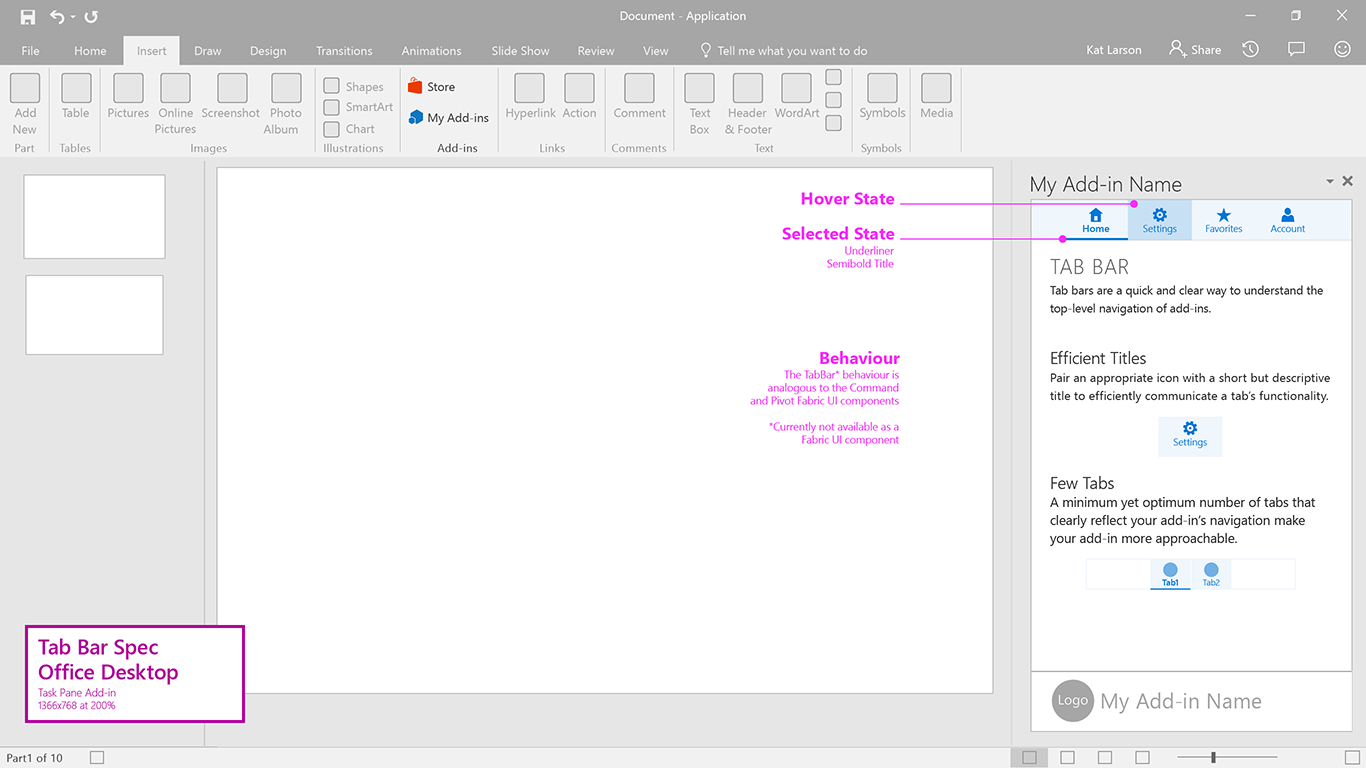 Document - Application
File Home Insert Draw Design Transitions Animations Slide Show Review View Tell me what you want to do Kat Larson Share
Add
New
Part
Table
Tables
Pictures
Online
Pictures
Screenshot
Photo
Album
Images
Shapes
SmartArt
Chart
Illustrations
Store
My Add-ins
Add-ins
Hyperlink
Action
Links
Comment
Comments
Text
Box
Header
& Footer
WordArt
Text
Symbols
Symbols
Media
Hover State
Selected State
Underliner
Semibold Title
Behaviour
The TabBar* behaviour is
analogous to the Command
and Pivot Fabric UI components
*Currently not available as a
Fabric UI component
My Add-in Name
Home Settings Favorites Account
TAB BAR
Tab bars are a quick and clear way to understand the
top-level navigation of add-ins.
Efficient Titles
Pair an appropriate icon with a short but descriptive
title to efficiently communicate a tab's functionality.
Settings
Few Tabs
A minimum yet optimum number of tabs that
clearly reflect your add-in's navigation make
your add-in more approachable.
Tab1 Tab2
Logo My Add-in Name
Tab Bar Spec
Office Desktop
Task Pane Add-in
1366x768 at 200%
Part1 of 10